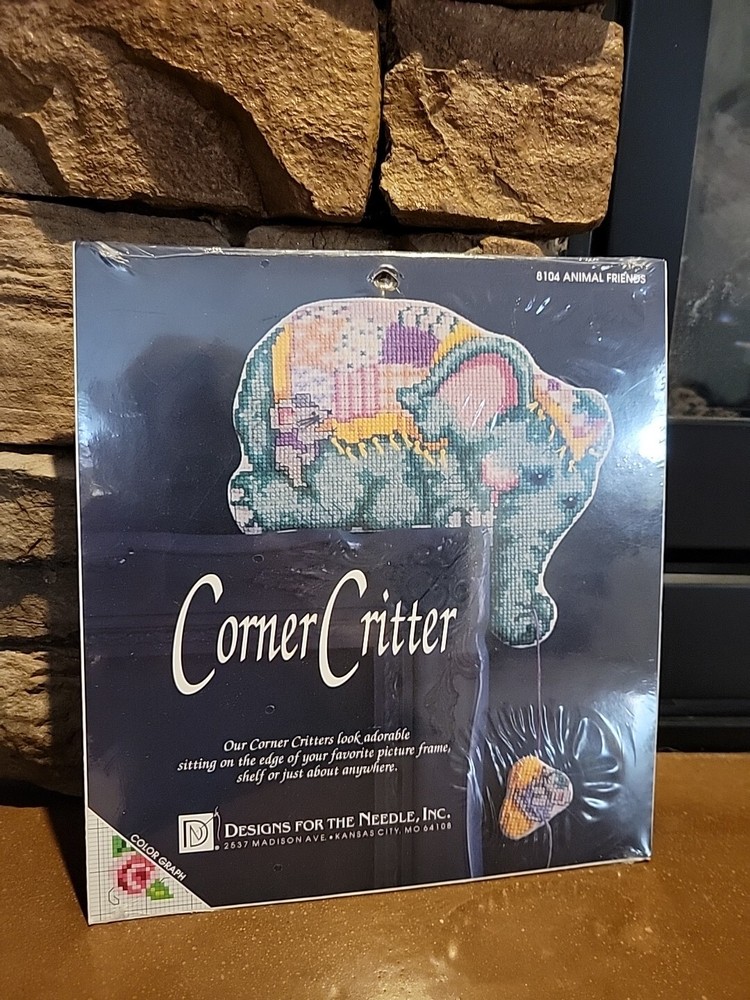 8104 ANIMAL FRIENDS
Corner Critter
Our Corner Critters look adorable
sitting on the edge of your favorite picture frame,
shelf or just about anywhere.
DN
DESIGNS FOR THE NEEDLE, INC.
2537 MADISON AVE. • KANSAS CITY, MO 64108
COLOR GRAPH